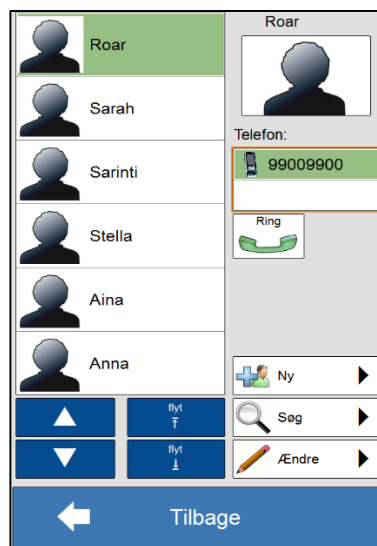 Roar
Sarah
Sarinti
Stella
Aina
Anna
flyt
flyt
Roar
Telefon:
99009900
Ring
Ny
Søg
Ændre
Tilbage